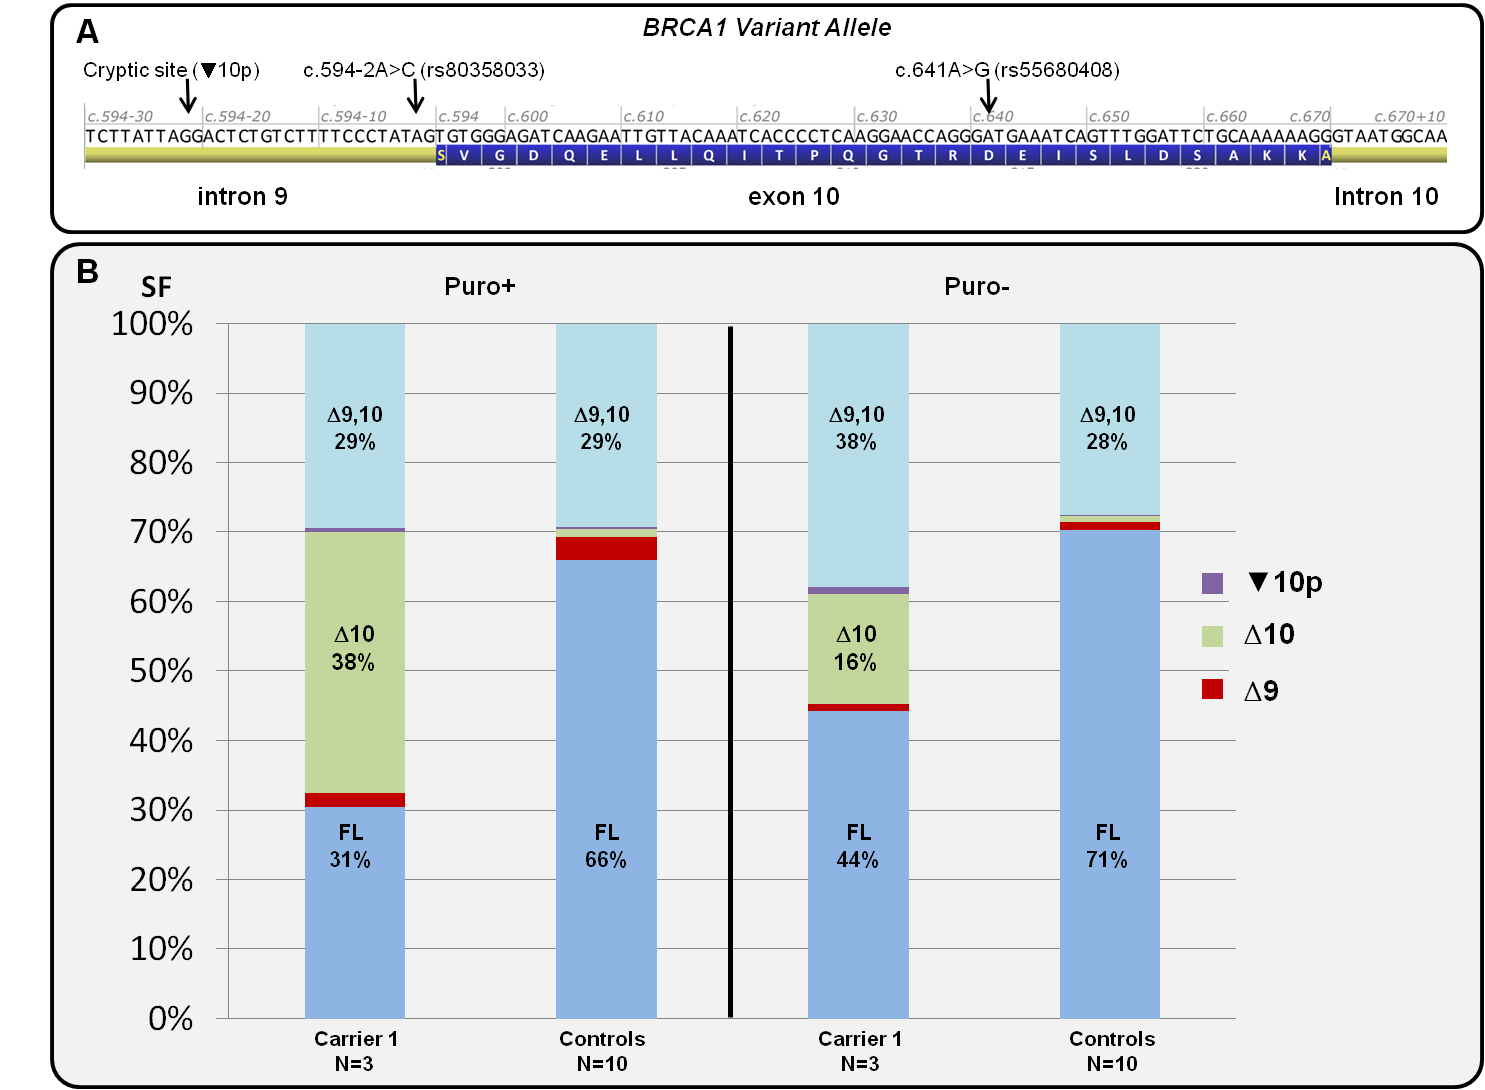 A
BRCA1 Variant Allele
Cryptic site (▼10p) c.594-2A>C (rs80358033) c.641A>G (rs55680408)
c.594-30 c.594-20 c.594-10 c.594 c.600 c.610 c.620 c.630 c.640 c.650 c.660 c.670 c.670+10
TCTTATTAGGACTCTGTCTTTTCCCTATAGTGTGGGAGATCAAGAATTGTTACAAATCACCCCTCAAGGAACCAGGGATGAAATCAGTTTGGATTCTGCAAAAAAGGGTAATGGCAA
S V G D Q E L L Q I T P Q G T R D E I S L D S A K K A
intron 9 exon 10 Intron 10
B
SF Puro+ Puro-
100%
90%
Δ9,10 Δ9,10 Δ9,10 Δ9,10
29% 29% 38% 28%
80%
70%
60%
▼10p
Δ10 Δ10
38% 16%
Δ10
50%
Δ9
40%
30%
FL FL FL FL
31% 66% 44% 71%
20%
10%
0%
Carrier 1 Controls Carrier 1 Controls
N=3 N=10 N=3 N=10